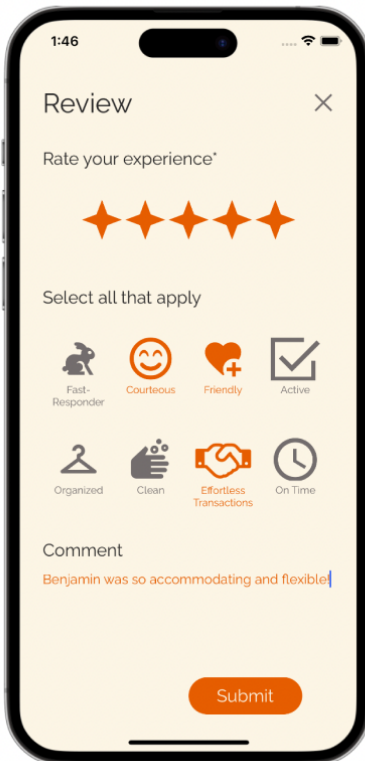 1:46
Review
Rate your experience*
Select all that apply
Fast-
Responder
Courteous
Friendly
Active
Organized
Clean
Effortless
Transactions
On Time
Comment
Benjamin was so accommodating and flexible!
Submit